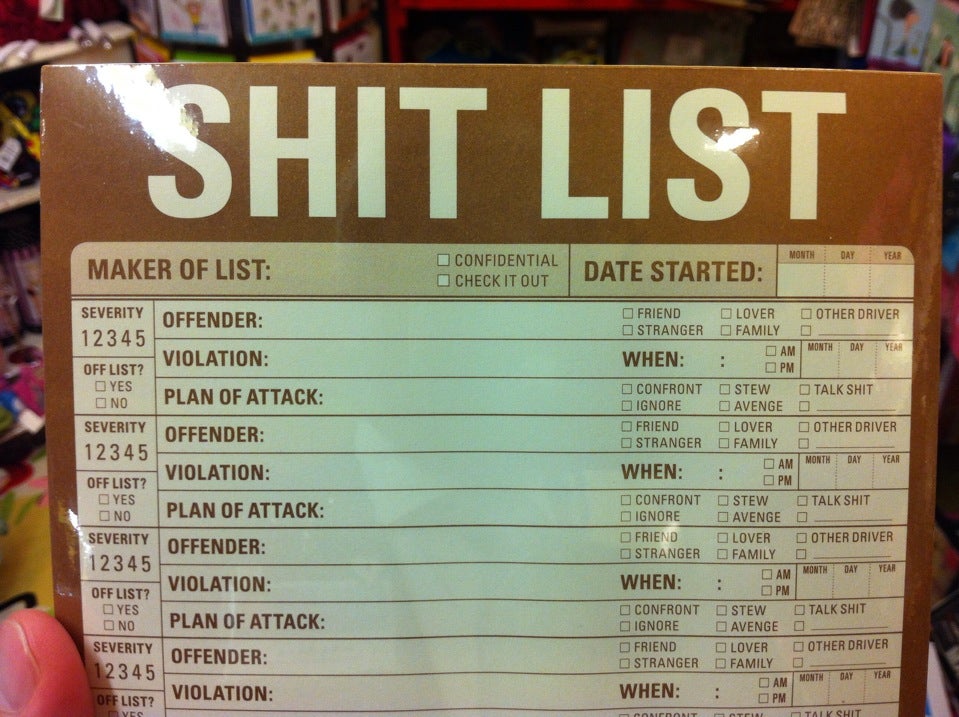 SHIT LIST
MAKER OF LIST: CONFIDENTIAL CHECK IT OUT DATE STARTED: MONTH DAY YEAR
SEVERITY 12345 OFFENDER: FRIEND LOVER OTHER DRIVER
STRANGER FAMILY
VIOLATION: WHEN: : AM PM MONTH DAY YEAR
OFF LIST? YES NO
PLAN OF ATTACK: CONFRONT STEW TALK SHIT
IGNORE AVENGE
SEVERITY 12345 OFFENDER: FRIEND LOVER OTHER DRIVER
STRANGER FAMILY
VIOLATION: WHEN: : AM PM MONTH DAY YEAR
OFF LIST? YES NO
PLAN OF ATTACK: CONFRONT STEW TALK SHIT
IGNORE AVENGE
SEVERITY 12345 OFFENDER: FRIEND LOVER OTHER DRIVER
STRANGER FAMILY
VIOLATION: WHEN: : AM PM MONTH DAY YEAR
OFF LIST? YES NO
PLAN OF ATTACK: CONFRONT STEW TALK SHIT
IGNORE AVENGE
SEVERITY 12345 OFFENDER: FRIEND LOVER OTHER DRIVER
STRANGER FAMILY
VIOLATION: WHEN: : AM PM MONTH DAY YEAR
OFF LIST? YES
CONFRONT STEW TALK SHIT